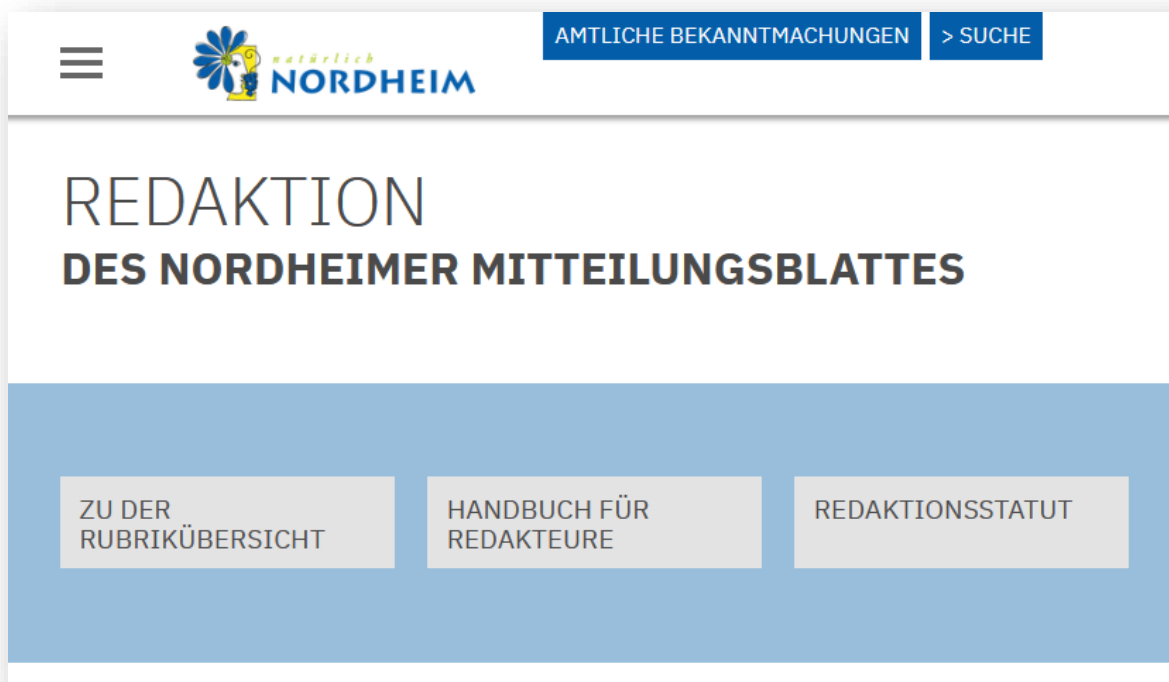 AMTLICHE BEKANNTMACHUNGEN
> SUCHE
natürlich
NORDHEIM
REDAKTION
DES NORDHEIMER MITTEILUNGSBLATTES
ZU DER
RUBRIKÜBERSICHT
HANDBUCH FÜR
REDAKTEURE
REDAKTIONSSTATUT